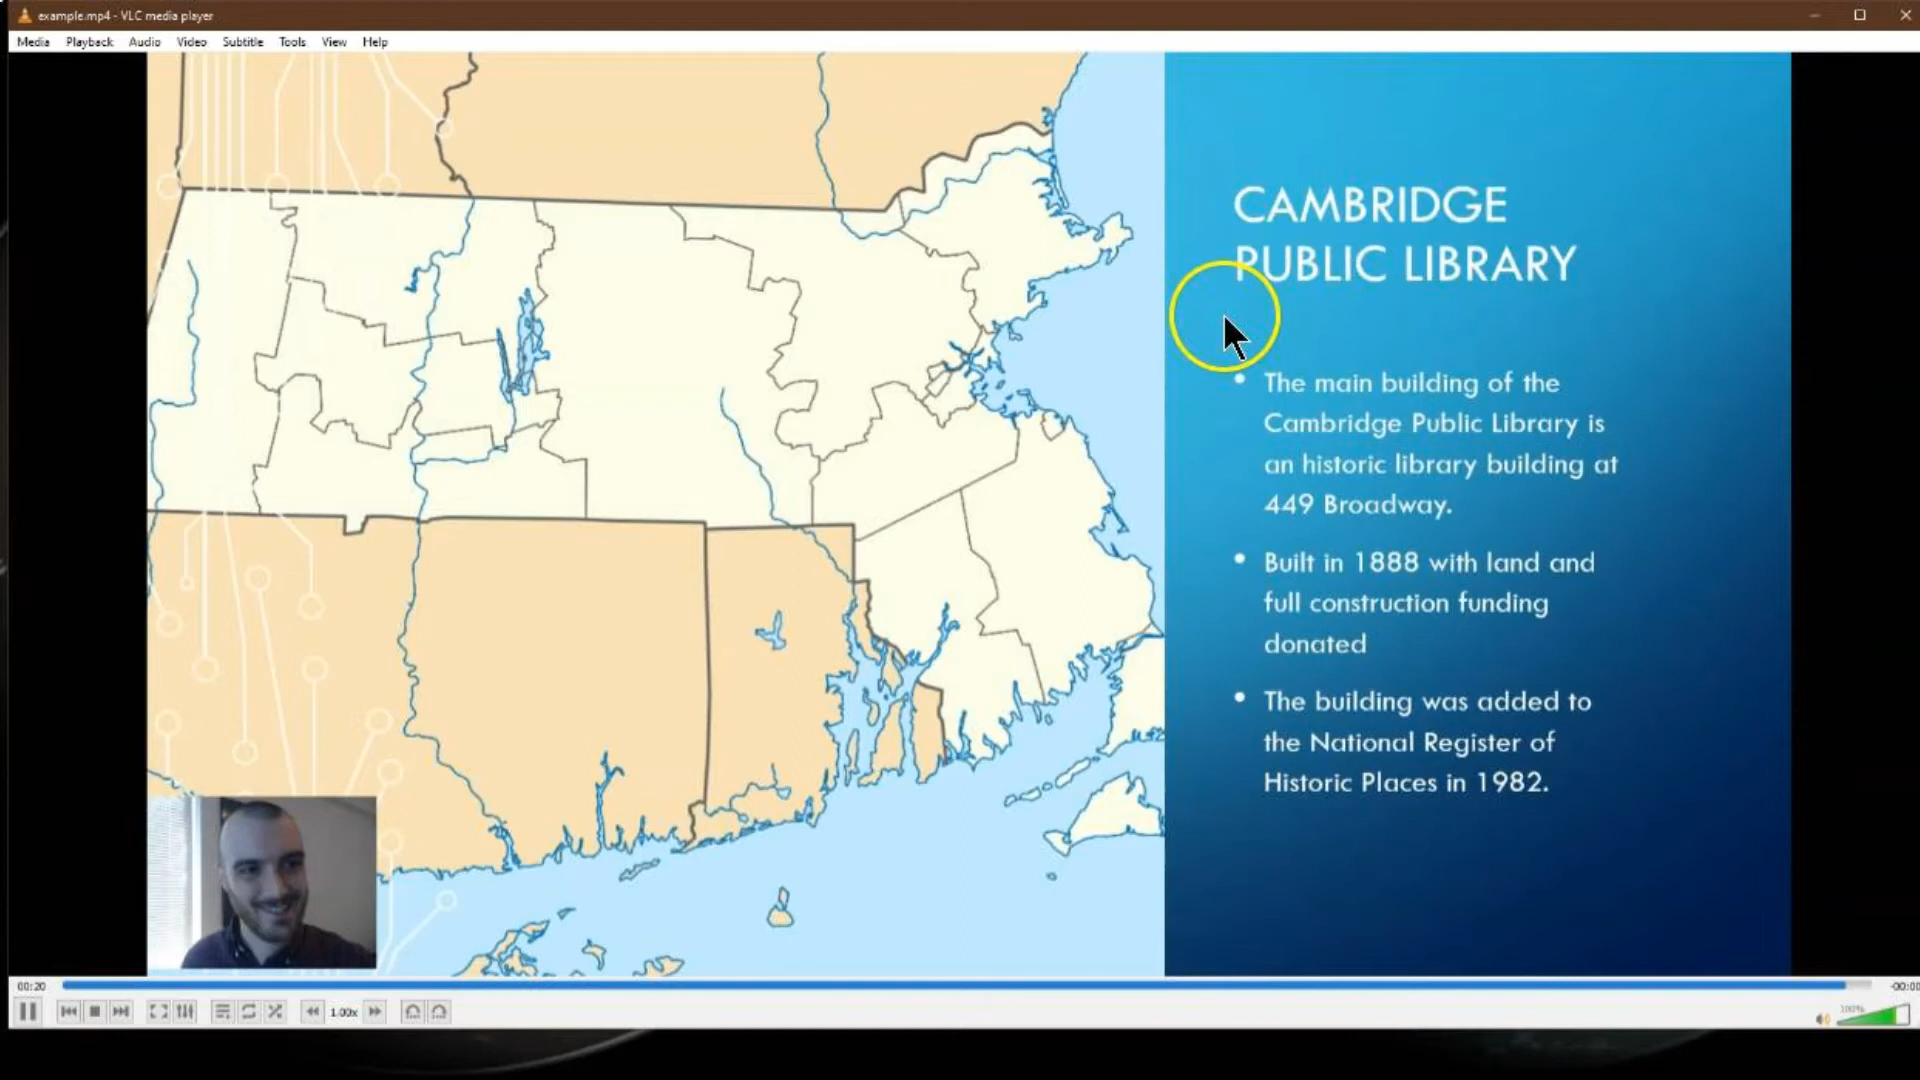 example.mp4 - VLC media player
Media Playback Audio Video Subtitle Tools View Help
CAMBRIDGE
PUBLIC LIBRARY
• The main building of the
Cambridge Public Library is
an historic library building at
449 Broadway.
• Built in 1888 with land and
full construction funding
donated
• The building was added to
the National Register of
Historic Places in 1982.
00:20
-00:00
1.00x
100%